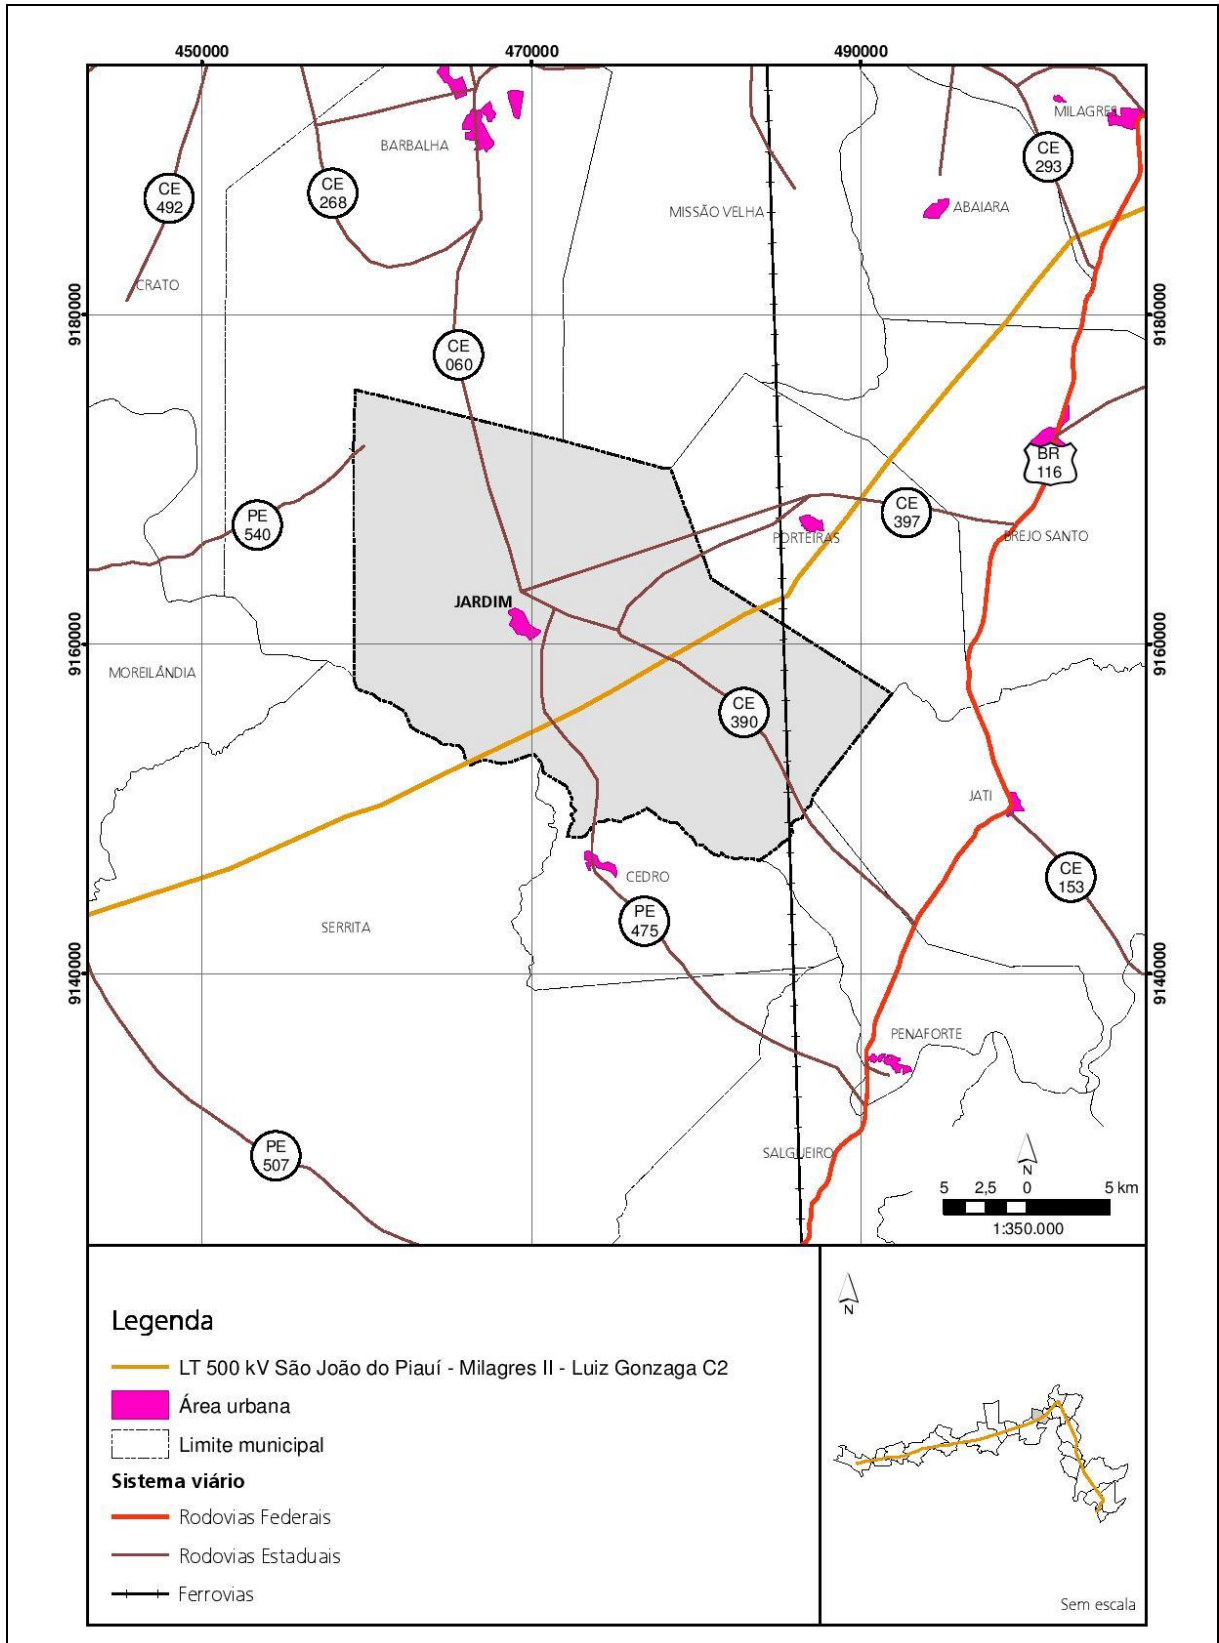 450000
470000
490000
MILAGRES
BARBALHA
CE
293
CE
268
CE
492
MISSÃO VELHA
ABAIARA
CRATO
9180000
9180000
CE
060
BR
116
PE
540
CE
397
PORTEIRAS
BREJO SANTO
JARDIM
9160000
9160000
MOREILÂNDIA
CE
390
JATI
CEDRO
CE
153
PE
475
SERRITA
9140000
9140000
PENAFORTE
PE
507
SALGUEIRO
N
5 2,5 0 5 km
1:350.000
Legenda
LT 500 kV São João do Piauí - Milagres II - Luiz Gonzaga C2
Área urbana
Limite municipal
Sistema viário
Rodovias Federais
Rodovias Estaduais
Ferrovias
N
Sem escala